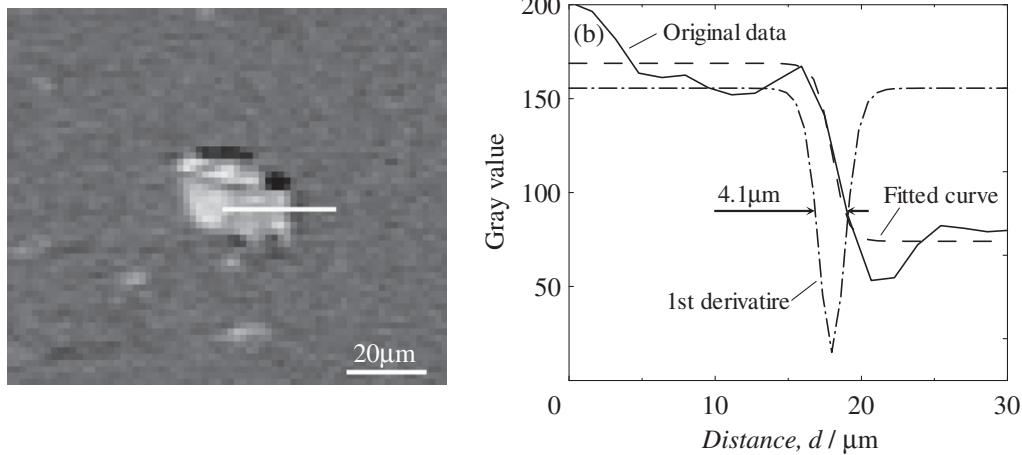 20μm
200
(b)
Original data
150
Gray value
100
4.1μm
Fitted curve
50
1st derivatire
0
10
20
30
Distance, d / μm